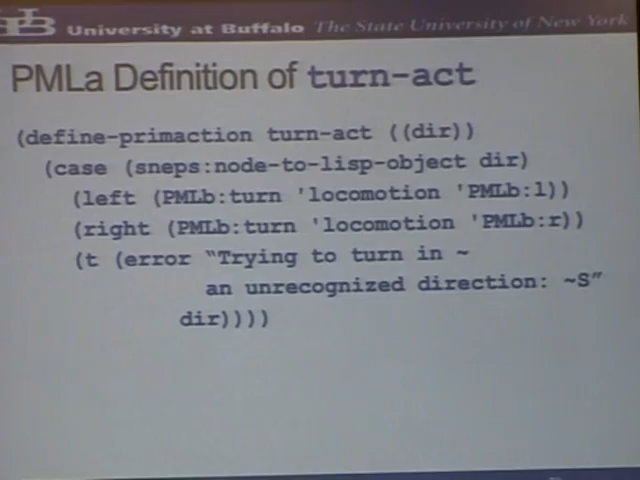 University at Buffalo The State University of New York
PMLa Definition of turn-act
(define-primaction turn-act ((dir))
(case (sneps:node-to-lisp-object dir)
(left (PMLb:turn 'locomotion 'PMLb:l))
(right (PMLb:turn 'locomotion 'PMLb:r))
(t (error "Trying to turn in ~
an unrecognized direction: ~S"
dir))))